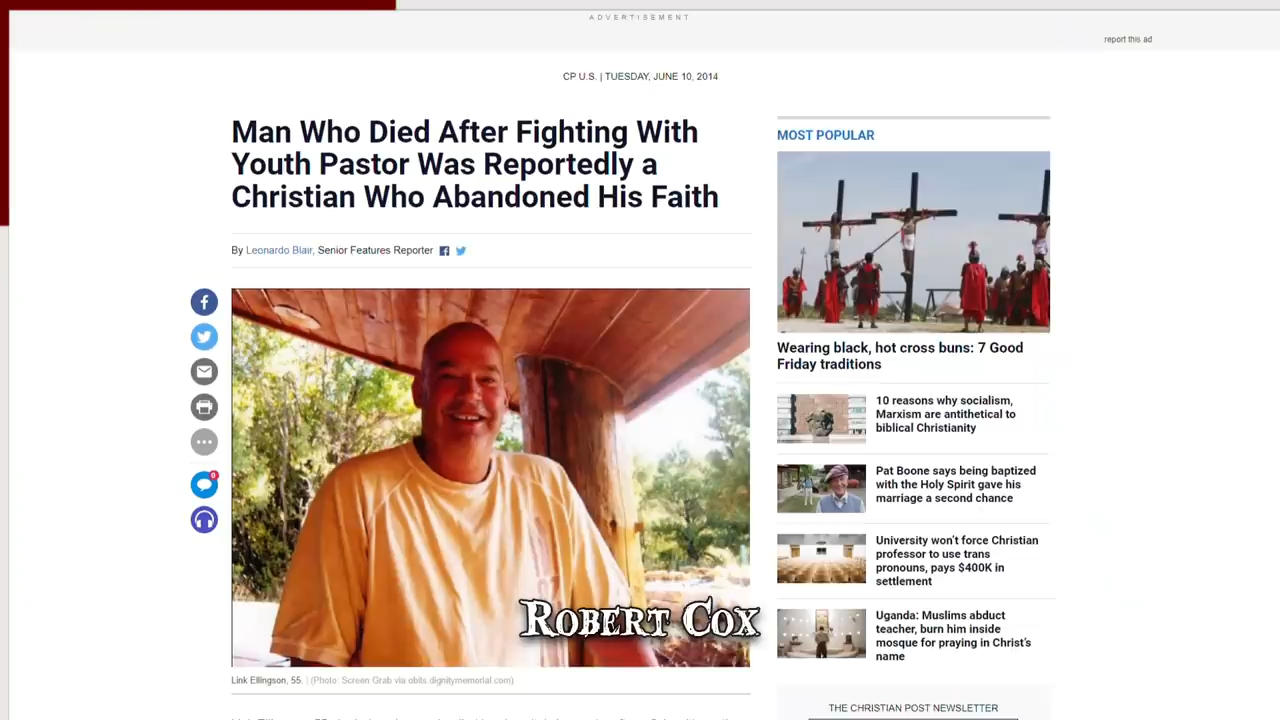 ADVERTISEMENT
report this ad
CP U.S. | TUESDAY, JUNE 10, 2014
Man Who Died After Fighting With
Youth Pastor Was Reportedly a
Christian Who Abandoned His Faith
By Leonardo Blair, Senior Features Reporter
0
ROBERT COX
Link Ellingson, 55. | (Photo: Screen Grab via obits.dignitymemorial.com)
MOST POPULAR
Wearing black, hot cross buns: 7 Good
Friday traditions
10 reasons why socialism,
Marxism are antithetical to
biblical Christianity
Pat Boone says being baptized
with the Holy Spirit gave his
marriage a second chance
University won't force Christian
professor to use trans
pronouns, pays $400K in
settlement
Uganda: Muslims abduct
teacher, burn him inside
mosque for praying in Christ's
name
THE CHRISTIAN POST NEWSLETTER